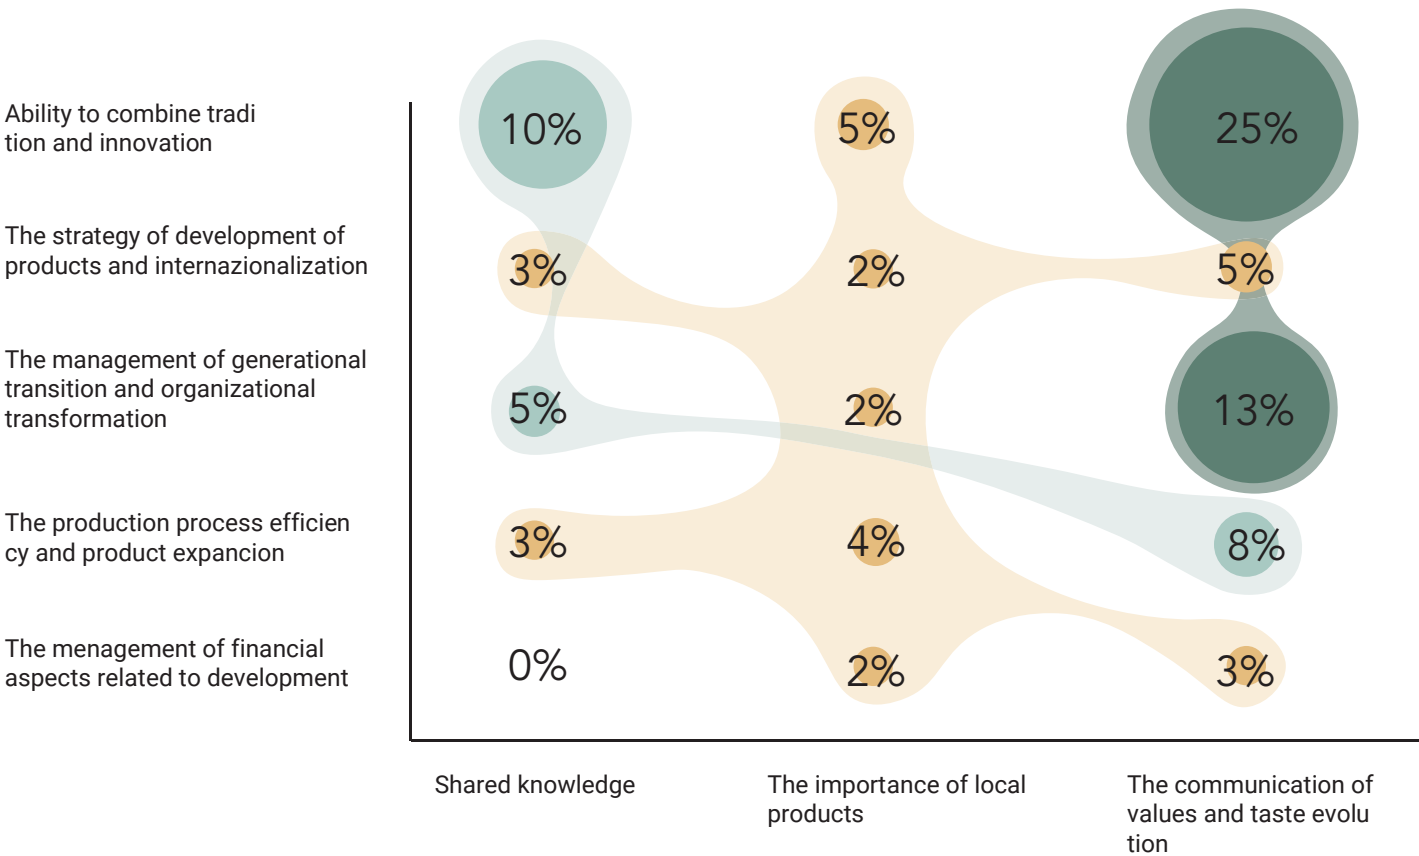 Ability to combine tradi
tion and innovation
10%
5%
25%
The strategy of development of
products and internazionalization
3%
2%
5%
The management of generational
transition and organizational
transformation
5%
2%
13%
The production process efficien
cy and product expancion
3%
4%
8%
The menagement of financial
aspects related to development
0%
2%
3%
Shared knowledge
The importance of local
products
The communication of
values and taste evolu
tion